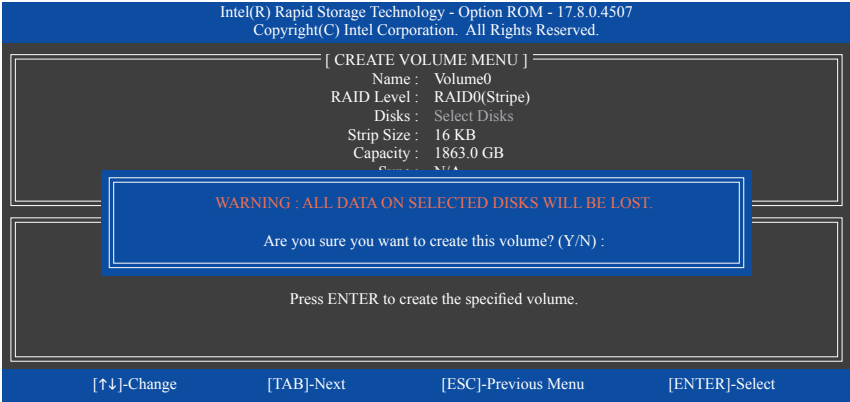 Intel(R) Rapid Storage Technology - Option ROM - 17.8.0.4507
Copyright(C) Intel Corporation. All Rights Reserved.
[ CREATE VOLUME MENU ]
Name : Volume0
RAID Level : RAID0(Stripe)
Disks : Select Disks
Strip Size : 16 KB
Capacity : 1863.0 GB
Sync : N/A
WARNING : ALL DATA ON SELECTED DISKS WILL BE LOST.
Are you sure you want to create this volume? (Y/N) :
Press ENTER to create the specified volume.
[↑↓]-Change [TAB]-Next [ESC]-Previous Menu [ENTER]-Select